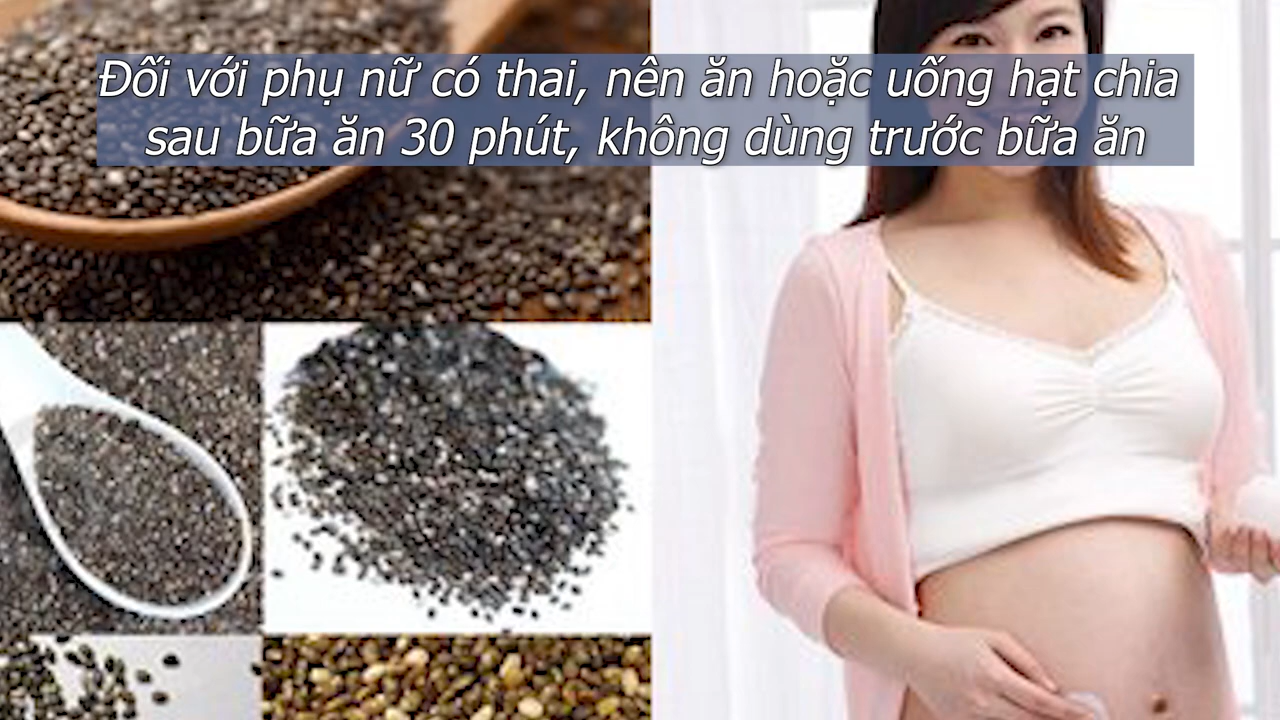 Đối với phụ nữ có thai, nên ăn hoặc uống hạt chia
sau bữa ăn 30 phút, không dùng trước bữa ăn